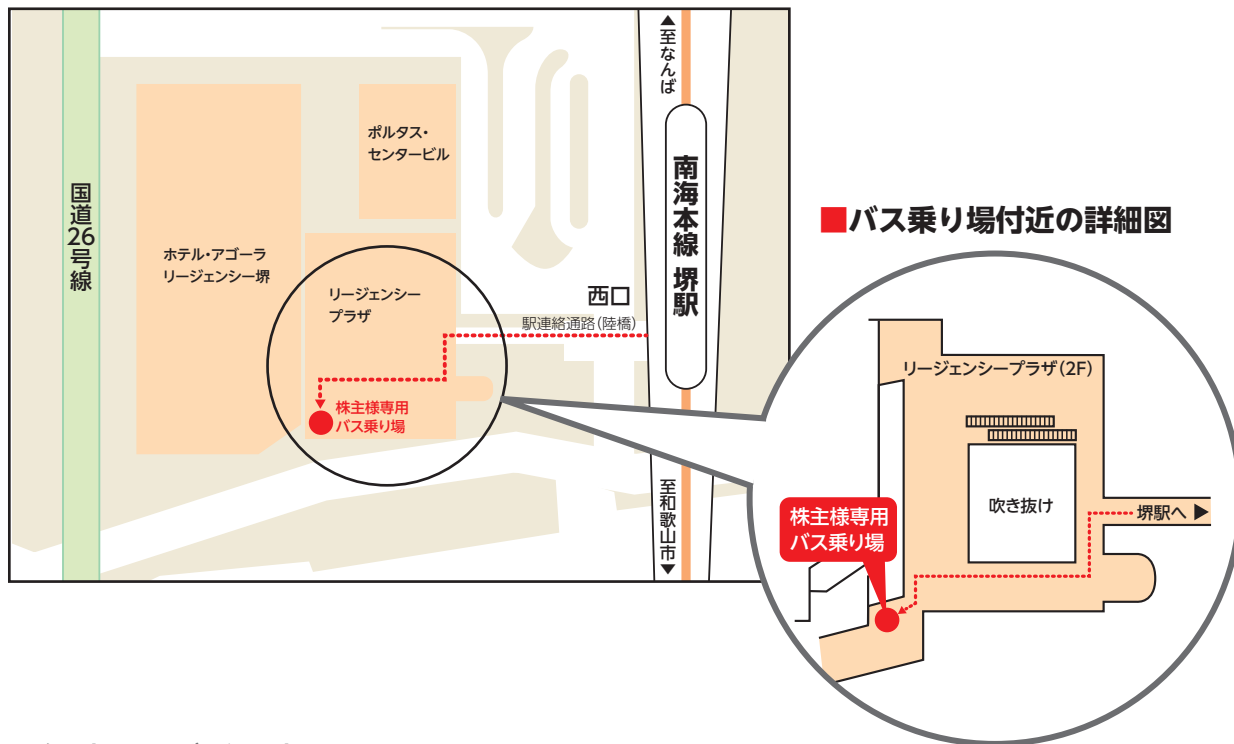 ▲至なんば
ポルタス・
センタービル
国道26号線
南海本線 堺駅
■バス乗り場付近の詳細図
ホテル・アゴーラ
リージェンシー堺
リージェンシー
プラザ
西口
駅連絡通路(陸橋)
株主様専用
バス乗り場
至和歌山市▼
リージェンシープラザ(2F)
吹き抜け
堺駅へ ▶
株主様専用
バス乗り場